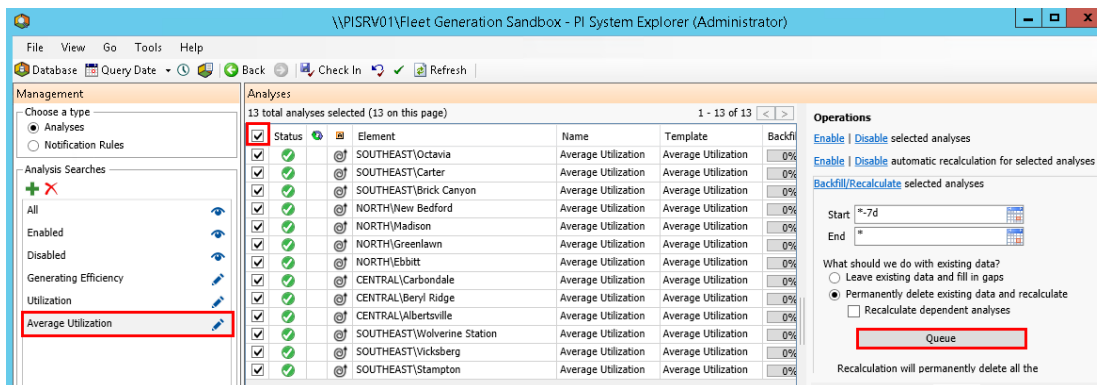 \\PISRV01\Fleet Generation Sandbox - PI System Explorer (Administrator)
File View Go Tools Help
Database Query Date Back Check In Refresh
Management
Choose a type
Analyses
Notification Rules
Analysis Searches
All
Enabled
Disabled
Generating Efficiency
Utilization
Average Utilization
Analyses
13 total analyses selected (13 on this page) 1 - 13 of 13 < >
Status Element Name Template Backfil
SOUTHEAST\Octavia Average Utilization Average Utilization 0%
SOUTHEAST\Carter Average Utilization Average Utilization 0%
SOUTHEAST\Brick Canyon Average Utilization Average Utilization 0%
NORTH\New Bedford Average Utilization Average Utilization 0%
NORTH\Madison Average Utilization Average Utilization 0%
NORTH\Greenlawn Average Utilization Average Utilization 0%
NORTH\Ebbitt Average Utilization Average Utilization 0%
CENTRAL\Carbondale Average Utilization Average Utilization 0%
CENTRAL\Beryl Ridge Average Utilization Average Utilization 0%
CENTRAL\Albertsville Average Utilization Average Utilization 0%
SOUTHEAST\Wolverine Station Average Utilization Average Utilization 0%
SOUTHEAST\Vicksberg Average Utilization Average Utilization 0%
SOUTHEAST\Stampton Average Utilization Average Utilization 0%
Operations
Enable | Disable selected analyses
Enable | Disable automatic recalculation for selected analyses
Backfill/Recalculate selected analyses
Start *-7d
End *
What should we do with existing data?
Leave existing data and fill in gaps
Permanently delete existing data and recalculate
Recalculate dependent analyses
Queue
Recalculation will permanently delete all the